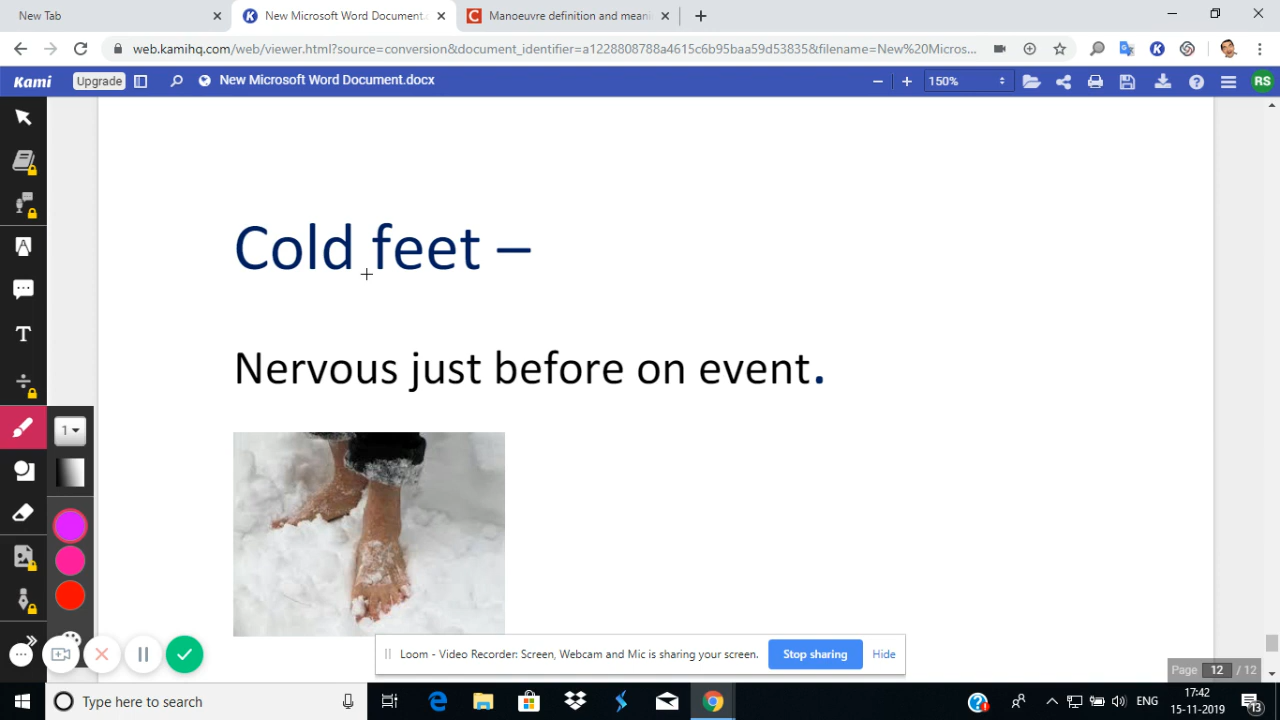 New Tab
New Microsoft Word Document.
Manoeuvre definition and meani
web.kamihq.com/web/viewer.html?source=conversion&document_identifier=a1228808788a4615c6b95baa59d53835&filename=New%20Micros...
Kami Upgrade New Microsoft Word Document.docx 150% RS
Cold feet –
Nervous just before on event.
1
Loom - Video Recorder: Screen, Webcam and Mic is sharing your screen. Stop sharing Hide
Page 12 / 12
Type here to search
ENG
17:42
15-11-2019
13